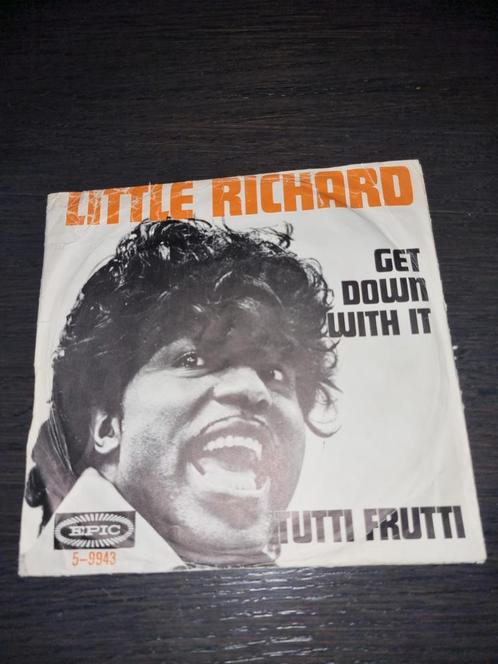 LITTLE RICHARD
GET
DOWN
WITH IT
TUTTI FRUTTI
EPIC
5-9943